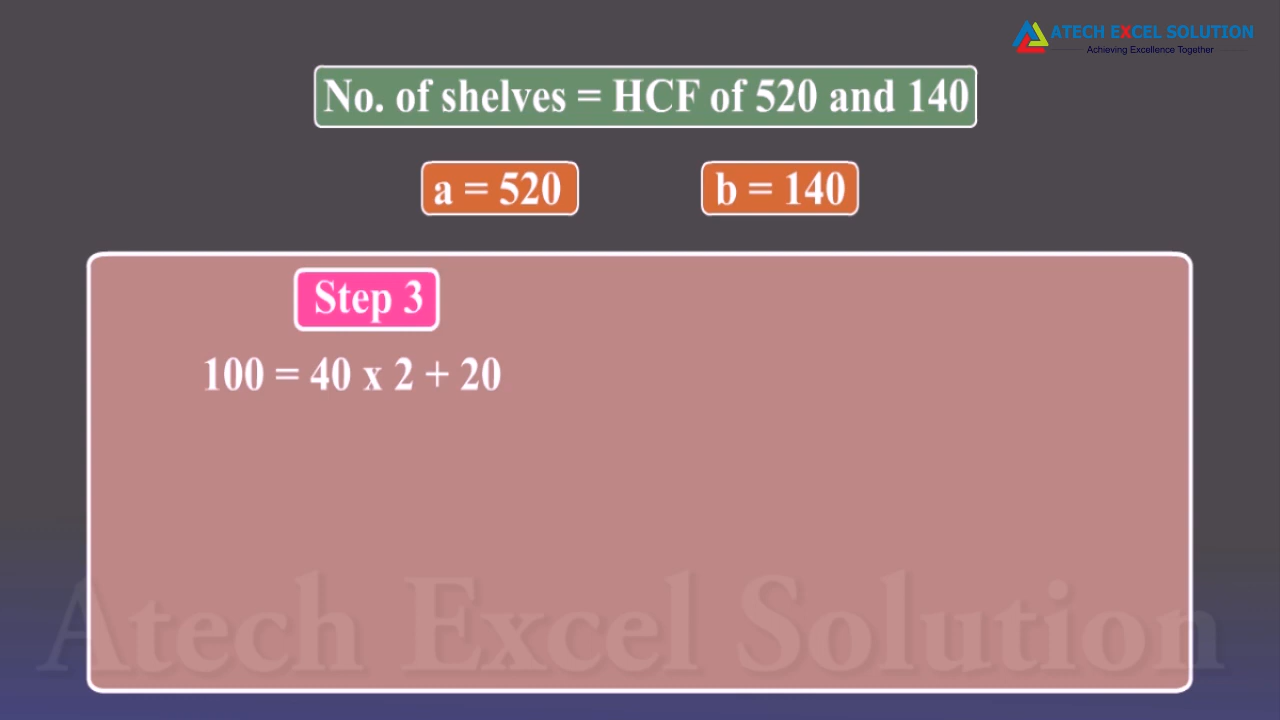 ATECH EXCEL SOLUTION
Achieving Excellence Together
No. of shelves = HCF of 520 and 140
a = 520
b = 140
Step 3
100 = 40 x 2 + 20
Atech Excel Solution